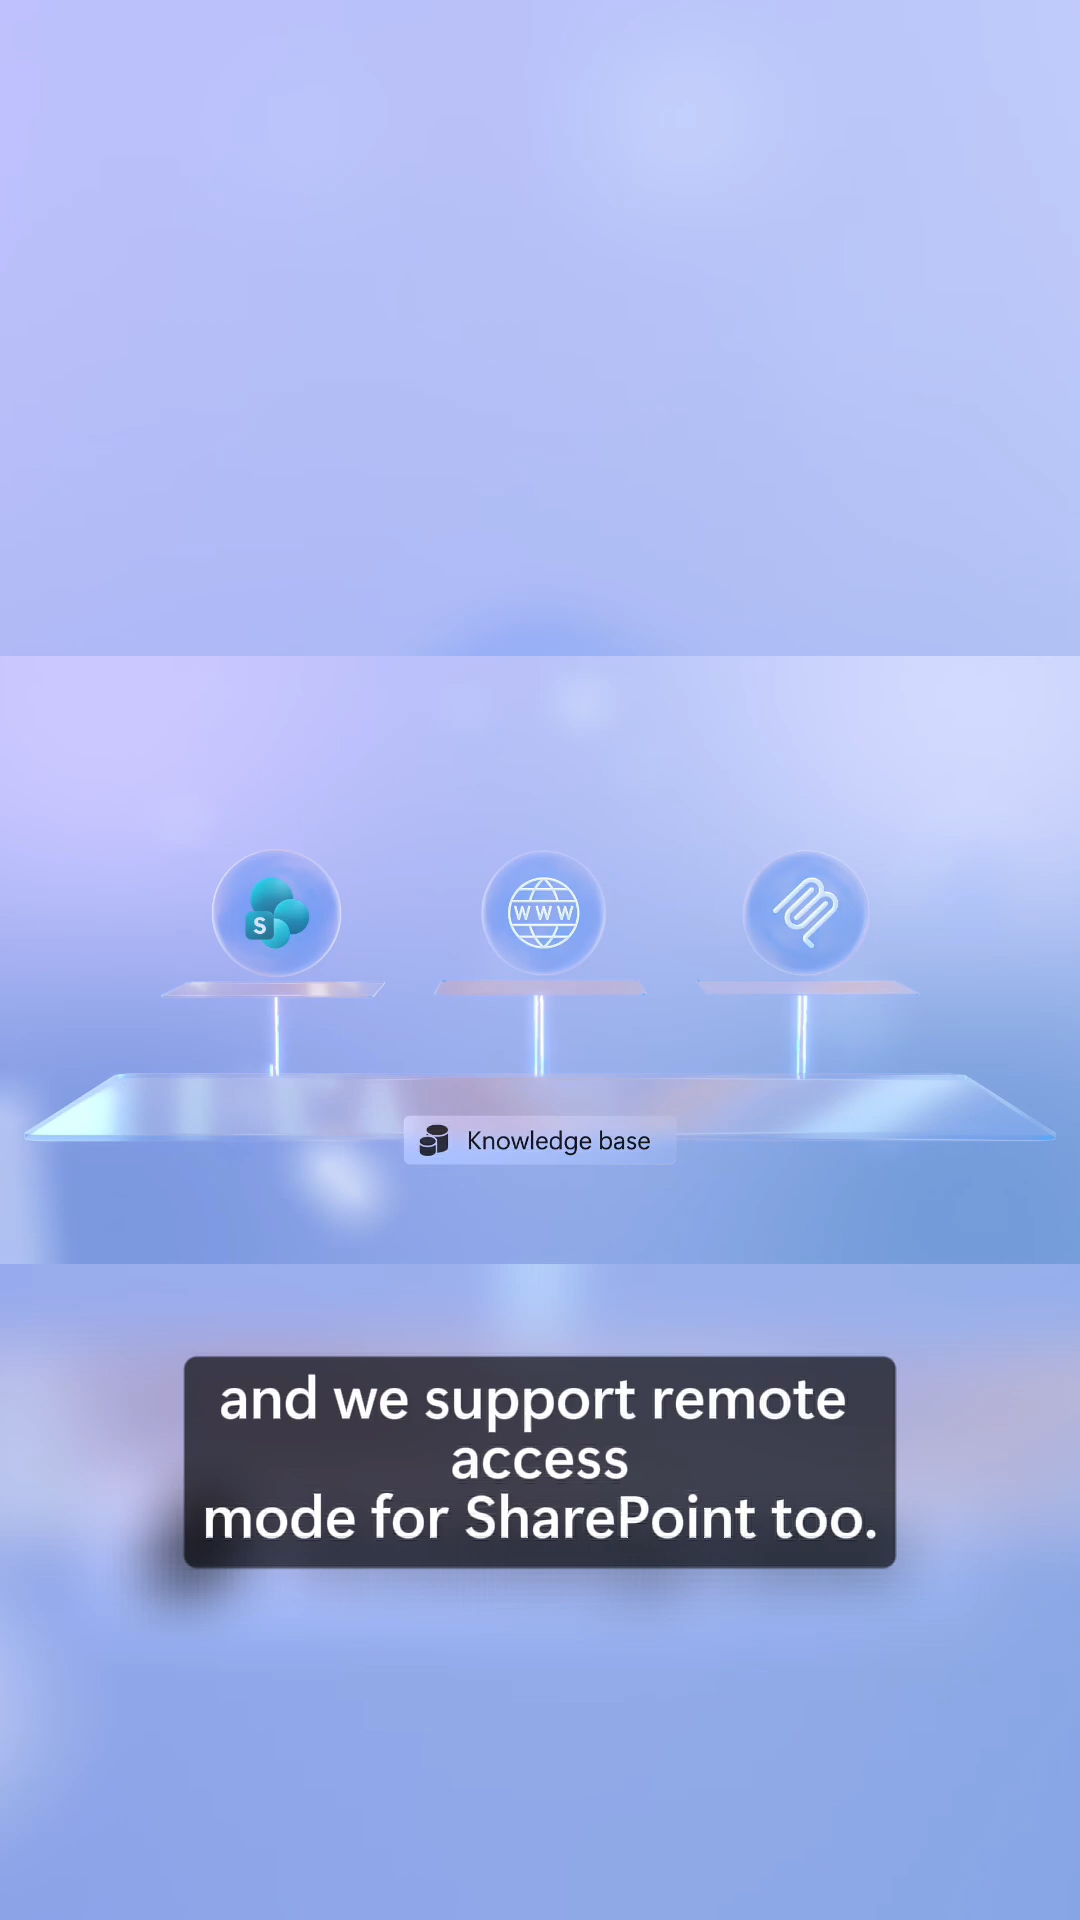 S
WWW
Knowledge base
and we support remote
access
mode for SharePoint too.